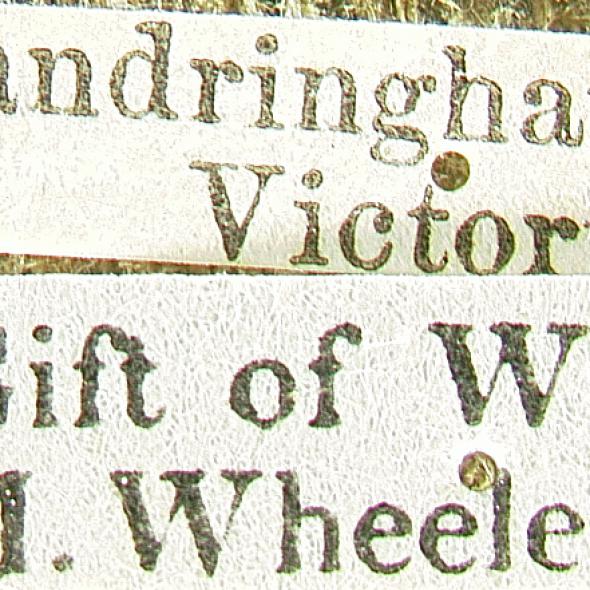 andringha
Victor
ift of W
. Wheele